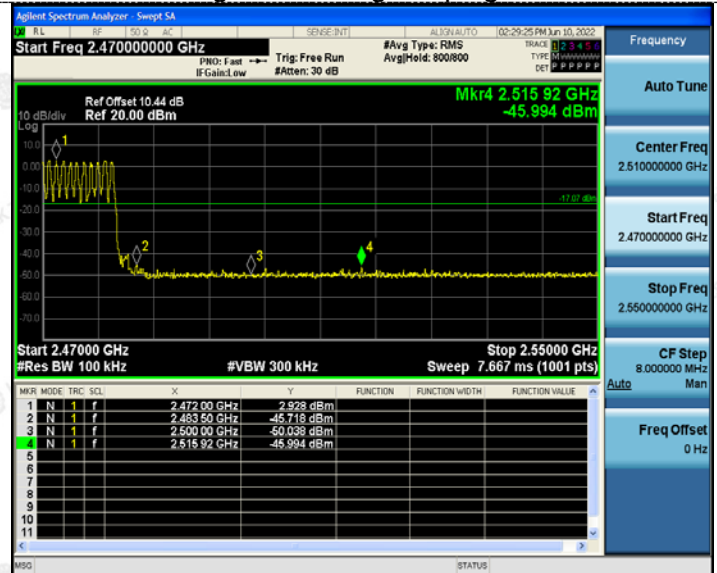 Agilent Spectrum Analyzer - Swept SA
RL RF 50 Ω AC SENSE:INT ALIGN AUTO 02:29:25 PM Jun 10, 2022
Start Freq 2.470000000 GHz
PNO: Fast Trig: Free Run
IFGain:Low #Atten: 30 dB
#Avg Type: RMS
Avg|Hold: 800/800
TRACE 1 2 3 4 5 6
TYPE M WWWWW
DET P P P P P P
Frequency
Auto Tune
Center Freq
2.510000000 GHz
Start Freq
2.470000000 GHz
Stop Freq
2.550000000 GHz
CF Step
8.000000 MHz
Auto Man
Freq Offset
0 Hz
Ref Offset 10.44 dB
10 dB/div Ref 20.00 dBm
Log
Mkr4 2.515 92 GHz
-45.994 dBm
10.0
0.00
-10.0
-20.0
-30.0
-40.0
-50.0
-60.0
-70.0
1
2
3
4
-17.07 dBm
Start 2.47000 GHz Stop 2.55000 GHz
#Res BW 100 kHz #VBW 300 kHz Sweep 7.667 ms (1001 pts)
MKR MODE TRC SCL X Y FUNCTION FUNCTION WIDTH FUNCTION VALUE
1 N 1 f 2.472 00 GHz 2.928 dBm
2 N 1 f 2.483 50 GHz -45.718 dBm
3 N 1 f 2.500 00 GHz -50.038 dBm
4 N 1 f 2.515 92 GHz -45.994 dBm
5
6
7
8
9
10
11
MSG STATUS